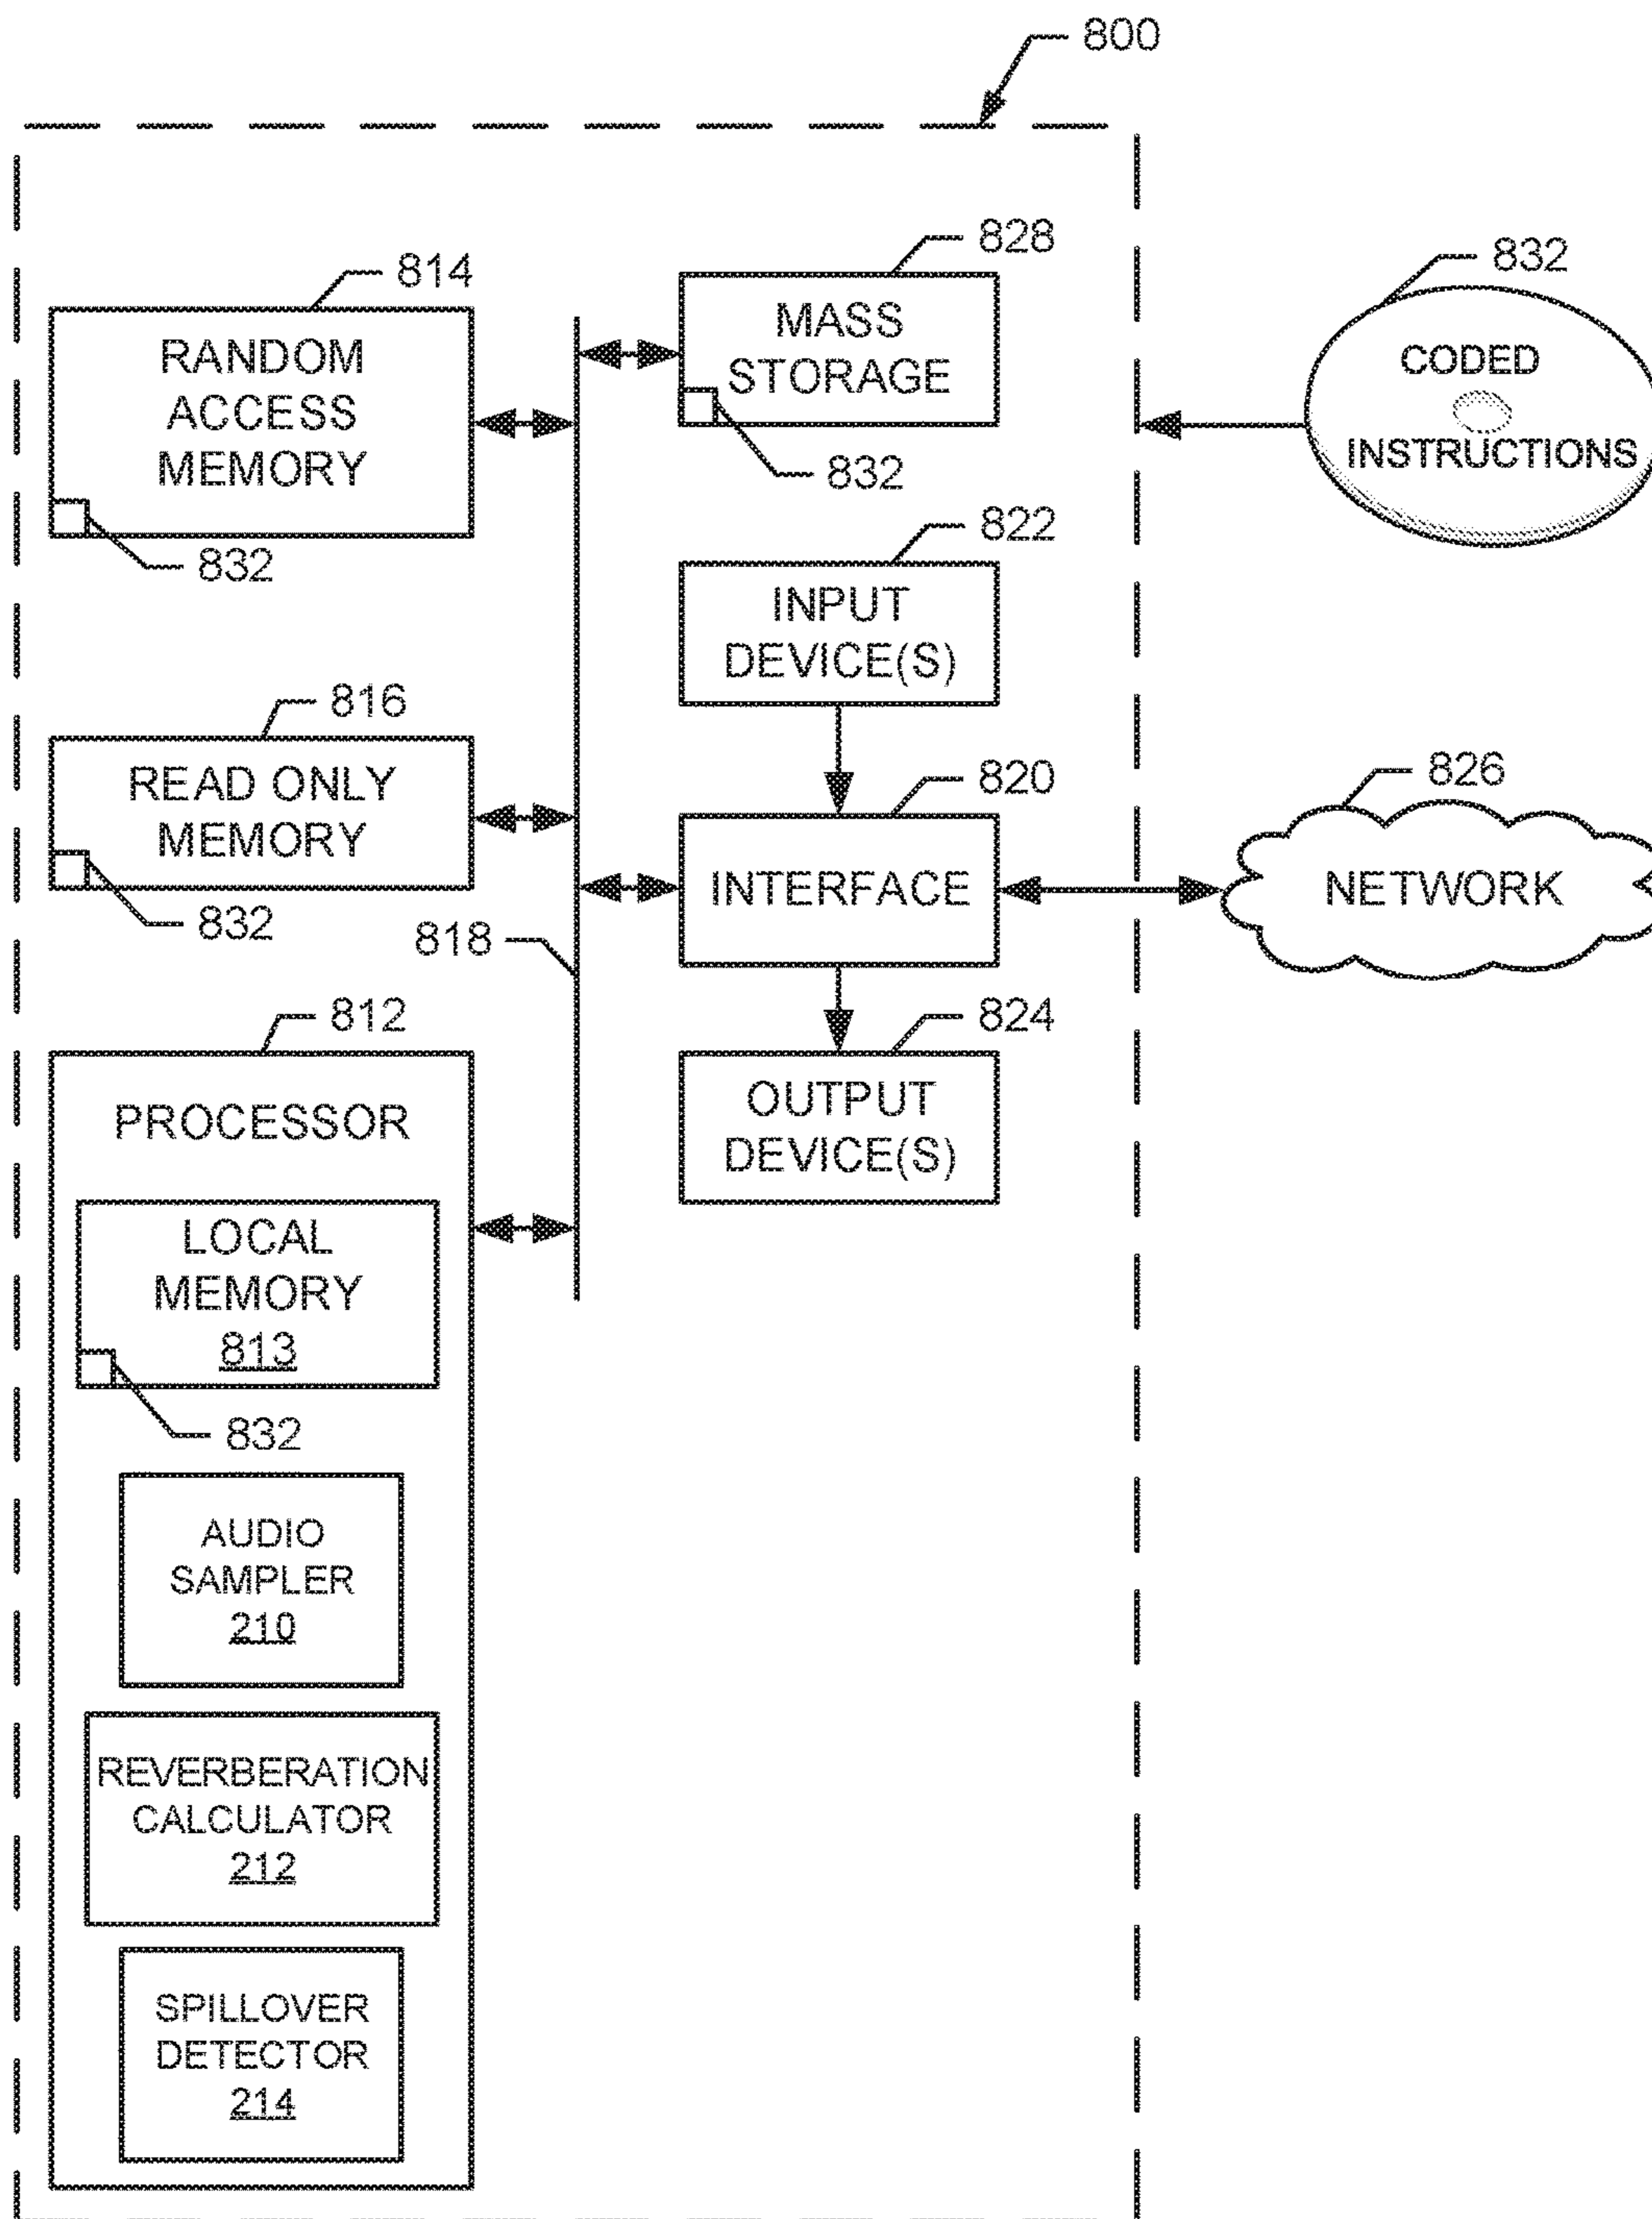 800
814
RANDOM
ACCESS
MEMORY
832
828
MASS
STORAGE
832
832
CODED
INSTRUCTIONS
822
INPUT
DEVICE(S)
816
READ ONLY
MEMORY
832
820
INTERFACE
826
NETWORK
818
824
OUTPUT
DEVICE(S)
812
PROCESSOR
LOCAL
MEMORY
813
832
AUDIO
SAMPLER
210
REVERBERATION
CALCULATOR
212
SPILLOVER
DETECTOR
214